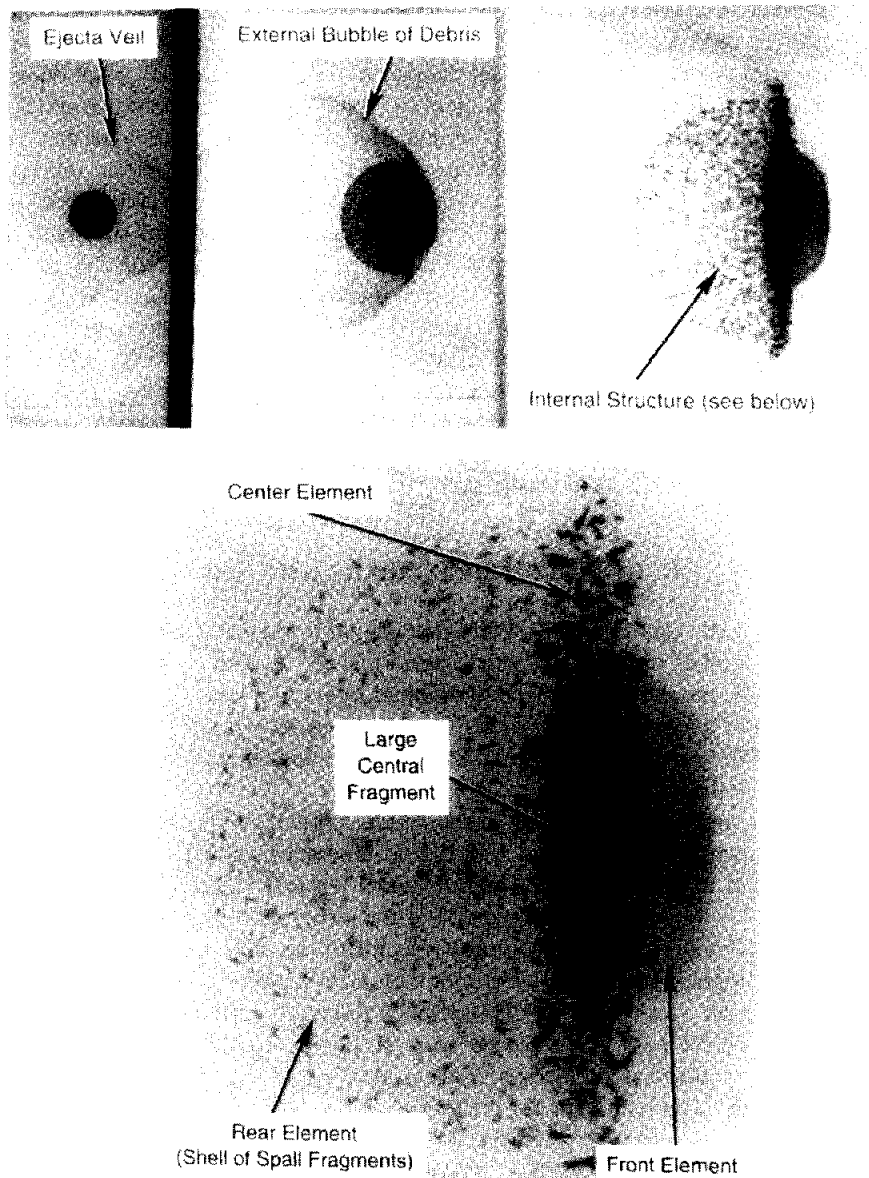 Ejecta Veil
External Bubble of Debris
Internal Structure (see below)
Center Element
Large
Central
Fragment
Rear Element
(Shell of Spall Fragments)
Front Element